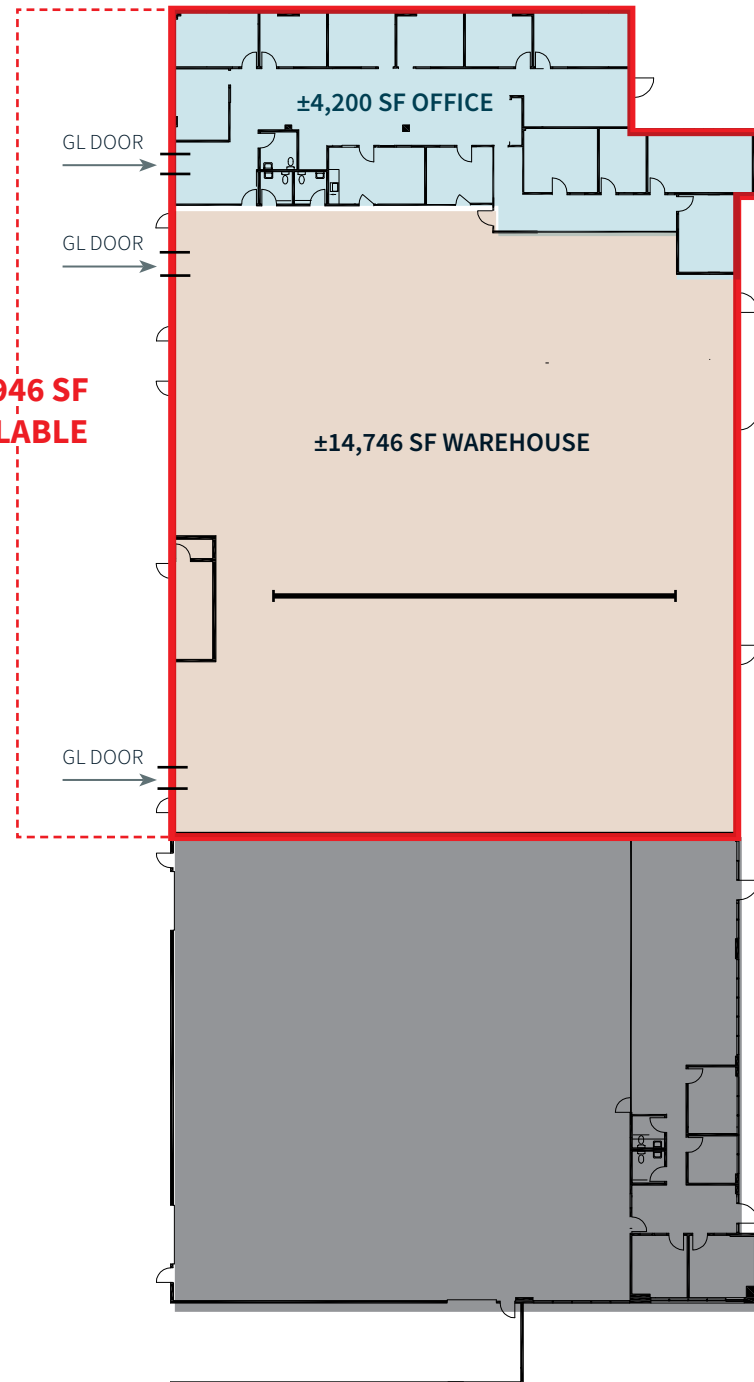 ±4,200 SF OFFICE
GL DOOR
GL DOOR
946 SF
LABLE
±14,746 SF WAREHOUSE
GL DOOR